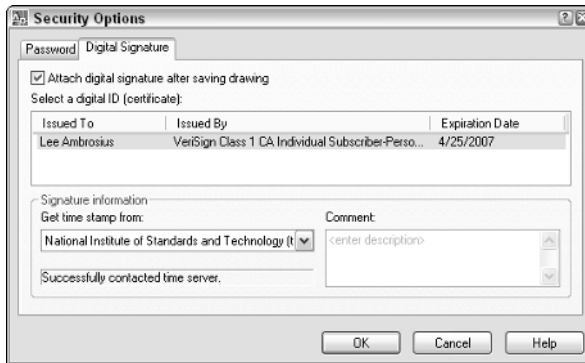 Security Options
Password Digital Signature
Attach digital signature after saving drawing
Select a digital ID (certificate):
Issued To Issued By Expiration Date
Lee Ambrosius VeriSign Class 1 CA Individual Subscriber-Perso... 4/25/2007
Signature information
Get time stamp from: Comment:
National Institute of Standards and Technology (t <enter description>
Successfully contacted time server.
OK Cancel Help